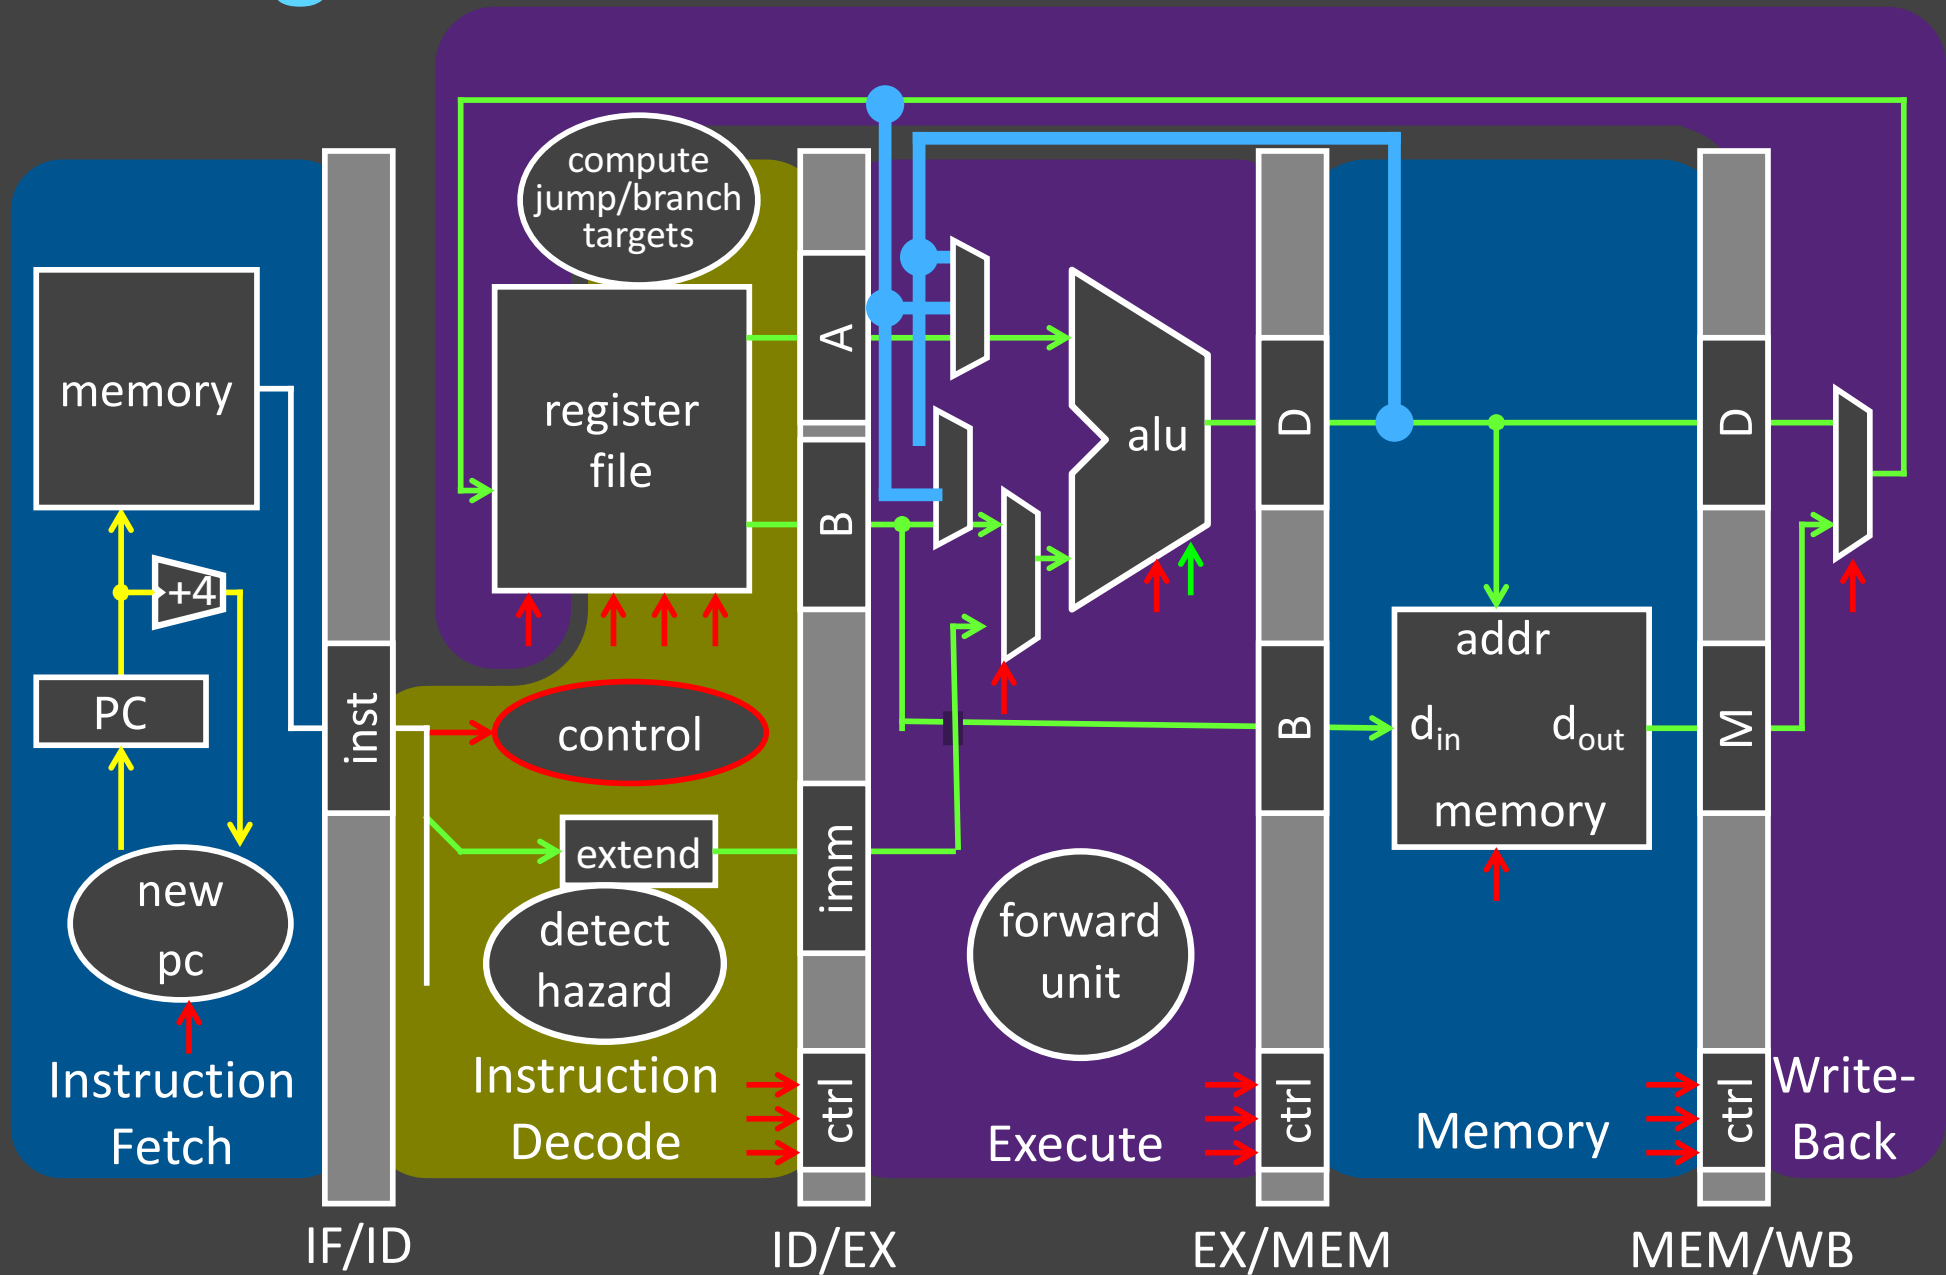 compute
jump/branch
targets
memory
register
file
A
B
alu
D
B
D
M
+4
PC
inst
control
addr
d_in
d_out
memory
extend
imm
new
pc
detect
hazard
forward
unit
Instruction
Fetch
Instruction
Decode
ctrl
Execute
ctrl
Memory
ctrl
Write-
Back
IF/ID
ID/EX
EX/MEM
MEM/WB